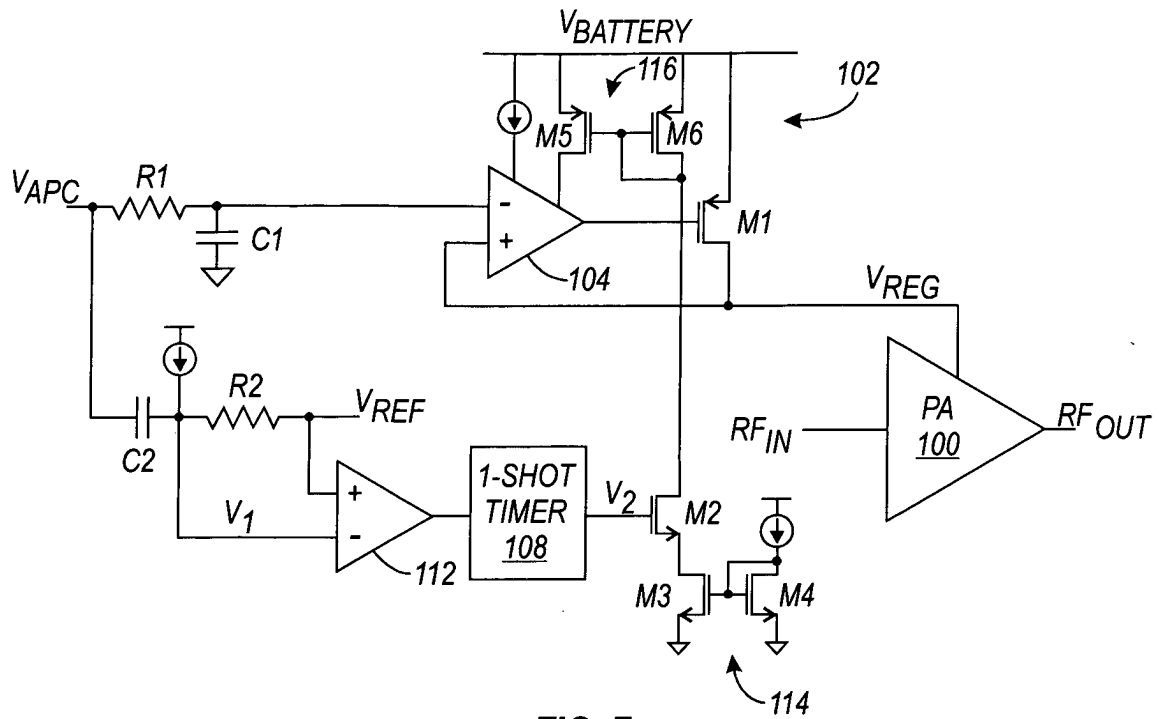 VBATTERY
116
102
M5
M6
VAPC
R1
-
+
C1
104
M1
VREG
R2
VREF
C2
V1
+
-
112
1-SHOT
TIMER
108
V2
M2
M3
M4
114
RFIN
PA
100
RFOUT